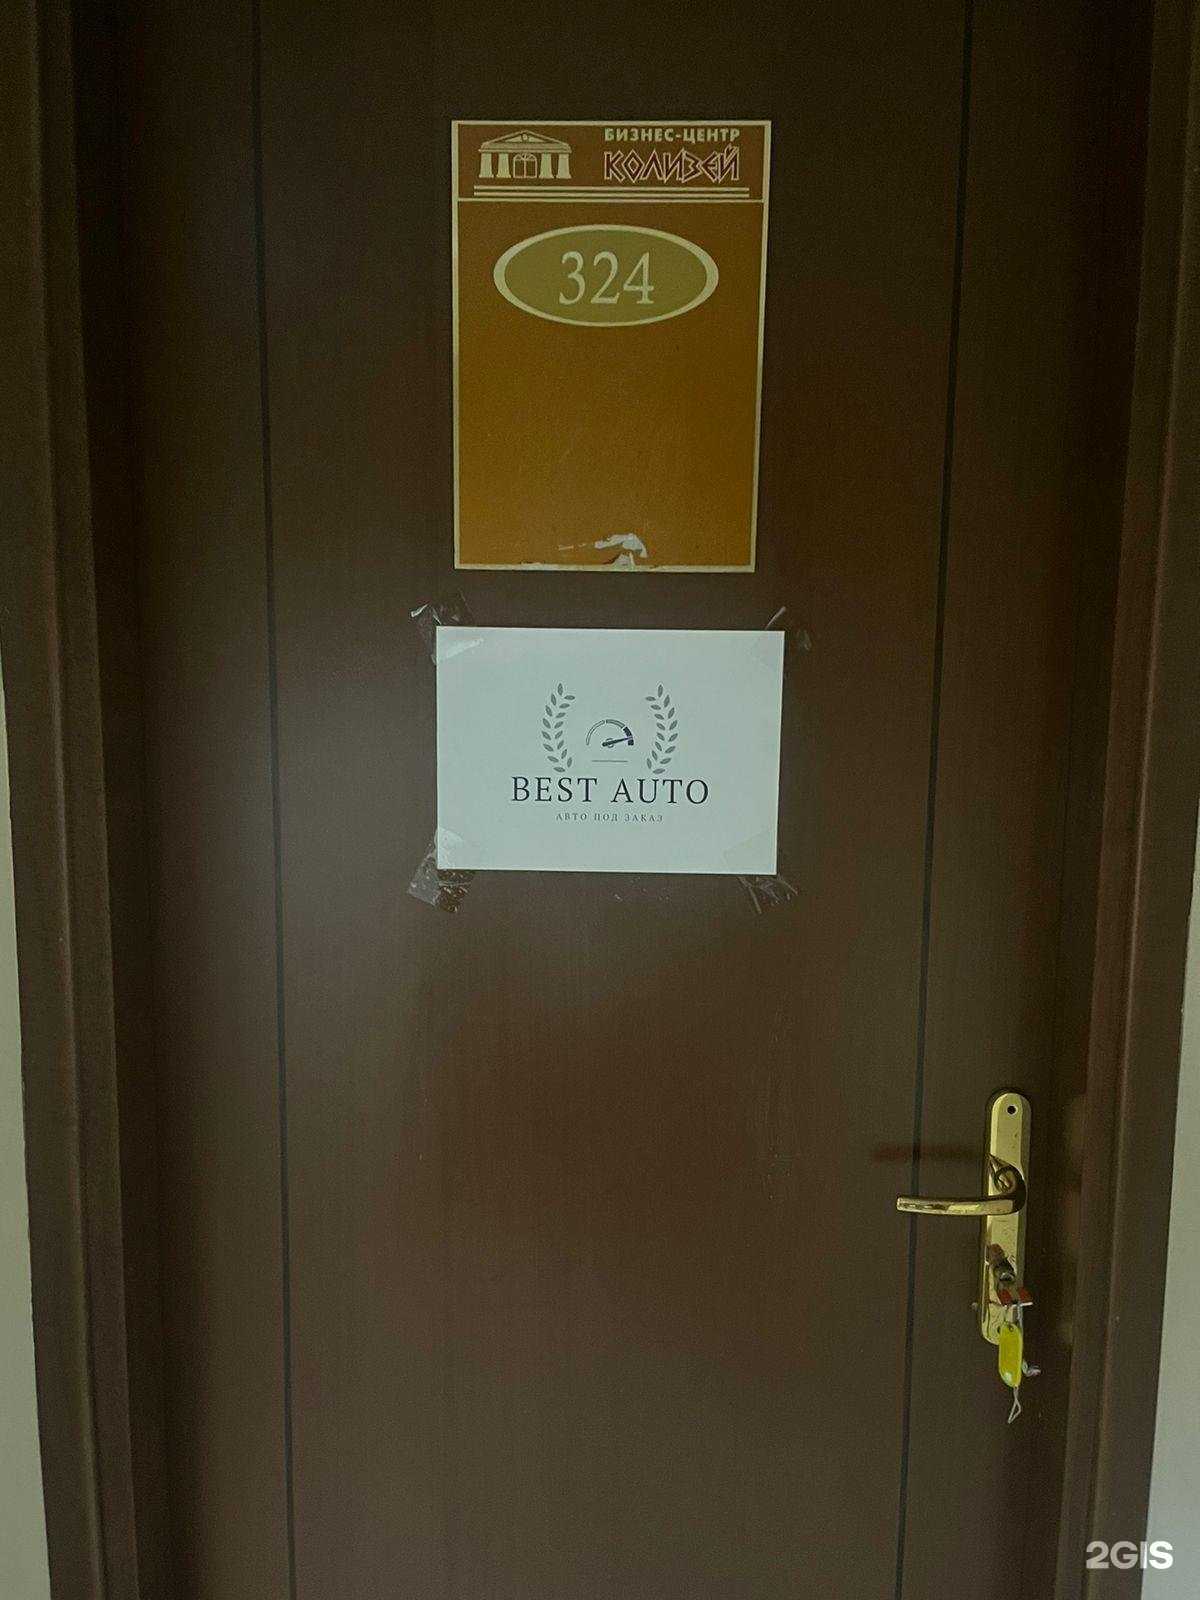 БИЗНЕС-ЦЕНТР
КОЛИЗЕЙ
324
BEST AUTO
АВТО ПОД ЗАКАЗ
2GIS